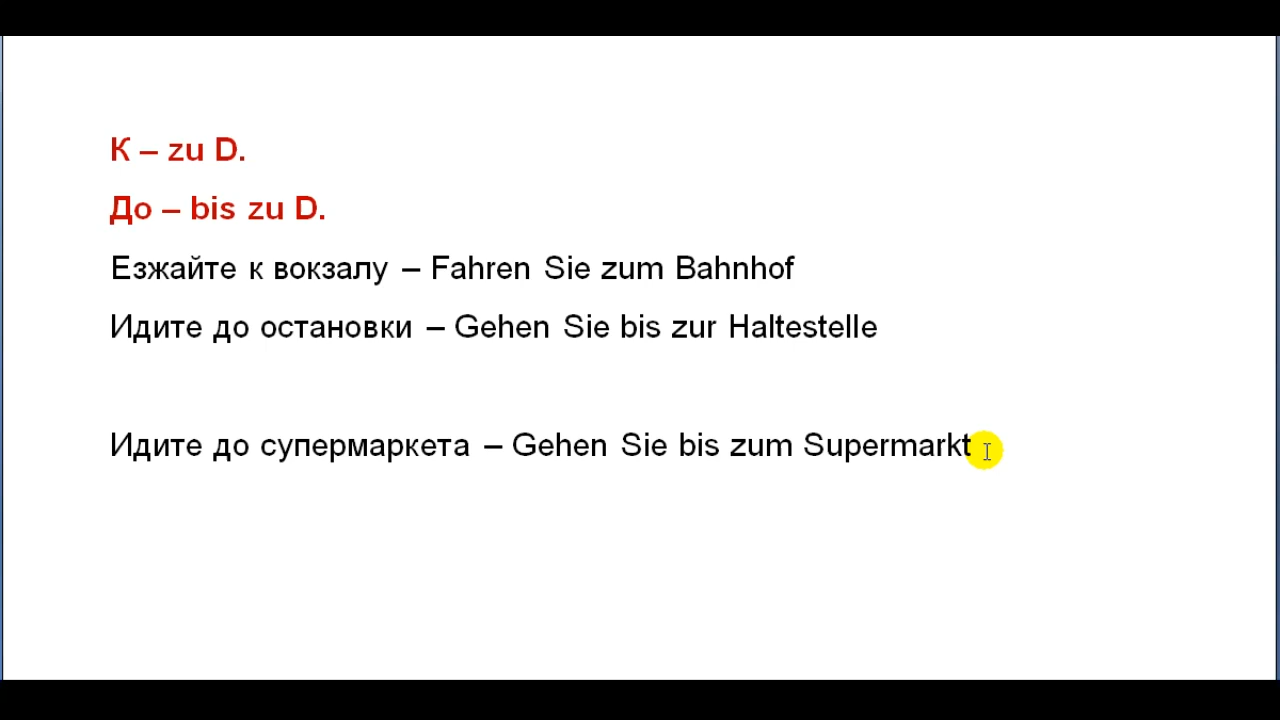 К – zu D.
До – bis zu D.
Езжайте к вокзалу – Fahren Sie zum Bahnhof
Идите до остановки – Gehen Sie bis zur Haltestelle
Идите до супермаркета – Gehen Sie bis zum Supermarkt